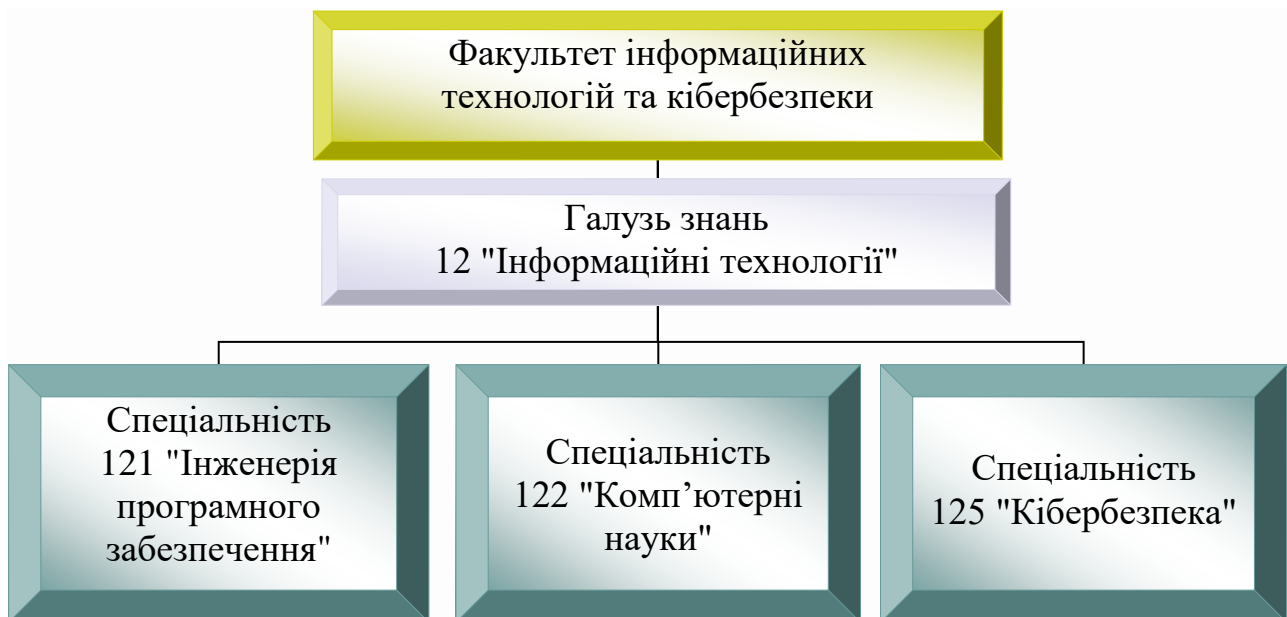 Факультет інформаційних
технологій та кібербезпеки
Галузь знань
12 "Інформаційні технології"
Спеціальність
121 "Інженерія
програмного
забезпечення"
Спеціальність
122 "Комп’ютерні
науки"
Спеціальність
125 "Кібербезпека"